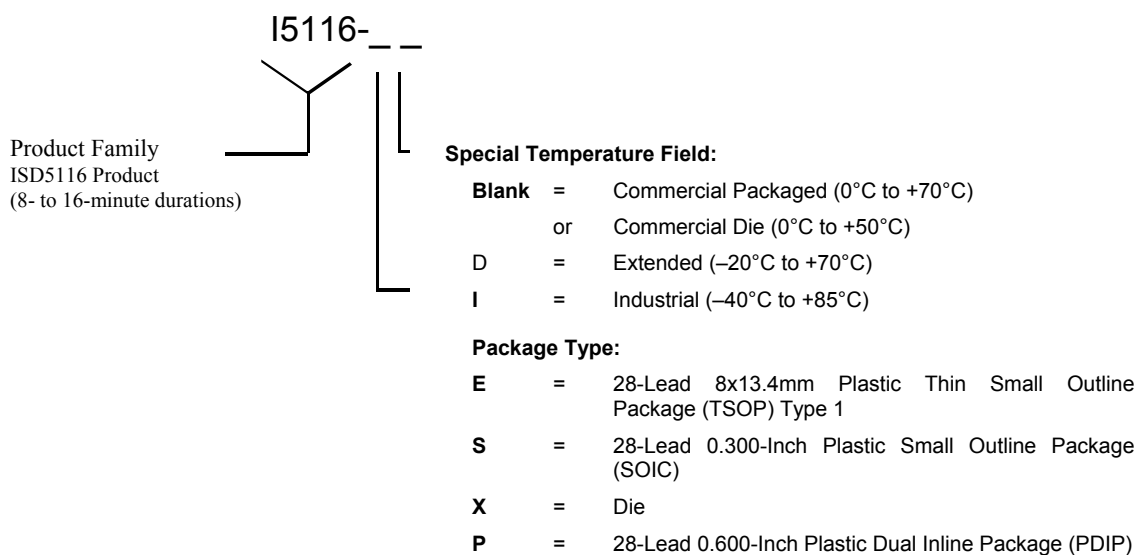 I5116-_ _
Product Family
ISD5116 Product
(8- to 16-minute durations)
Special Temperature Field:
Blank = Commercial Packaged (0°C to +70°C)
or Commercial Die (0°C to +50°C)
D = Extended (–20°C to +70°C)
I = Industrial (–40°C to +85°C)
Package Type:
E = 28-Lead 8x13.4mm Plastic Thin Small Outline
Package (TSOP) Type 1
S = 28-Lead 0.300-Inch Plastic Small Outline Package
(SOIC)
X = Die
P = 28-Lead 0.600-Inch Plastic Dual Inline Package (PDIP)